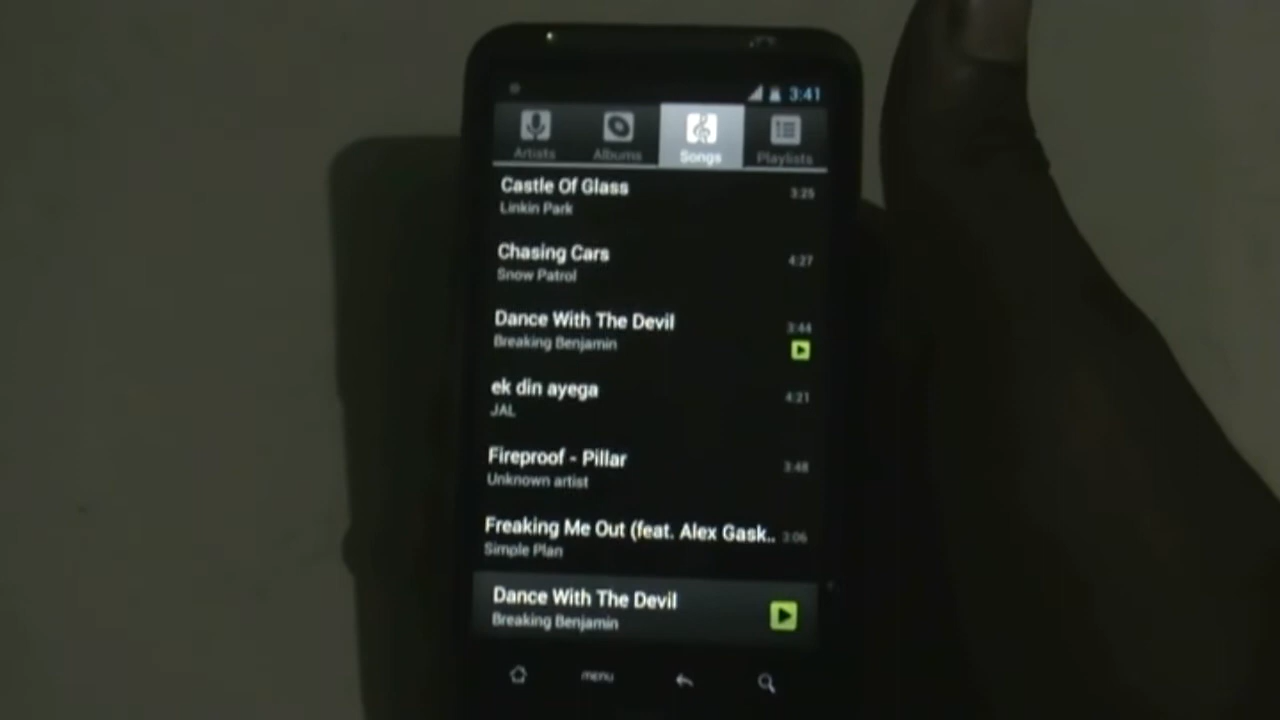 3:41
Artists Albums Songs Playlists
Castle Of Glass 3:25
Linkin Park
Chasing Cars 4:27
Snow Patrol
Dance With The Devil 3:44
Breaking Benjamin
ek din ayega 4:21
JAL
Fireproof - Pillar 3:48
Unknown artist
Freaking Me Out (feat. Alex Gask.. 3:06
Simple Plan
Dance With The Devil
Breaking Benjamin
menu